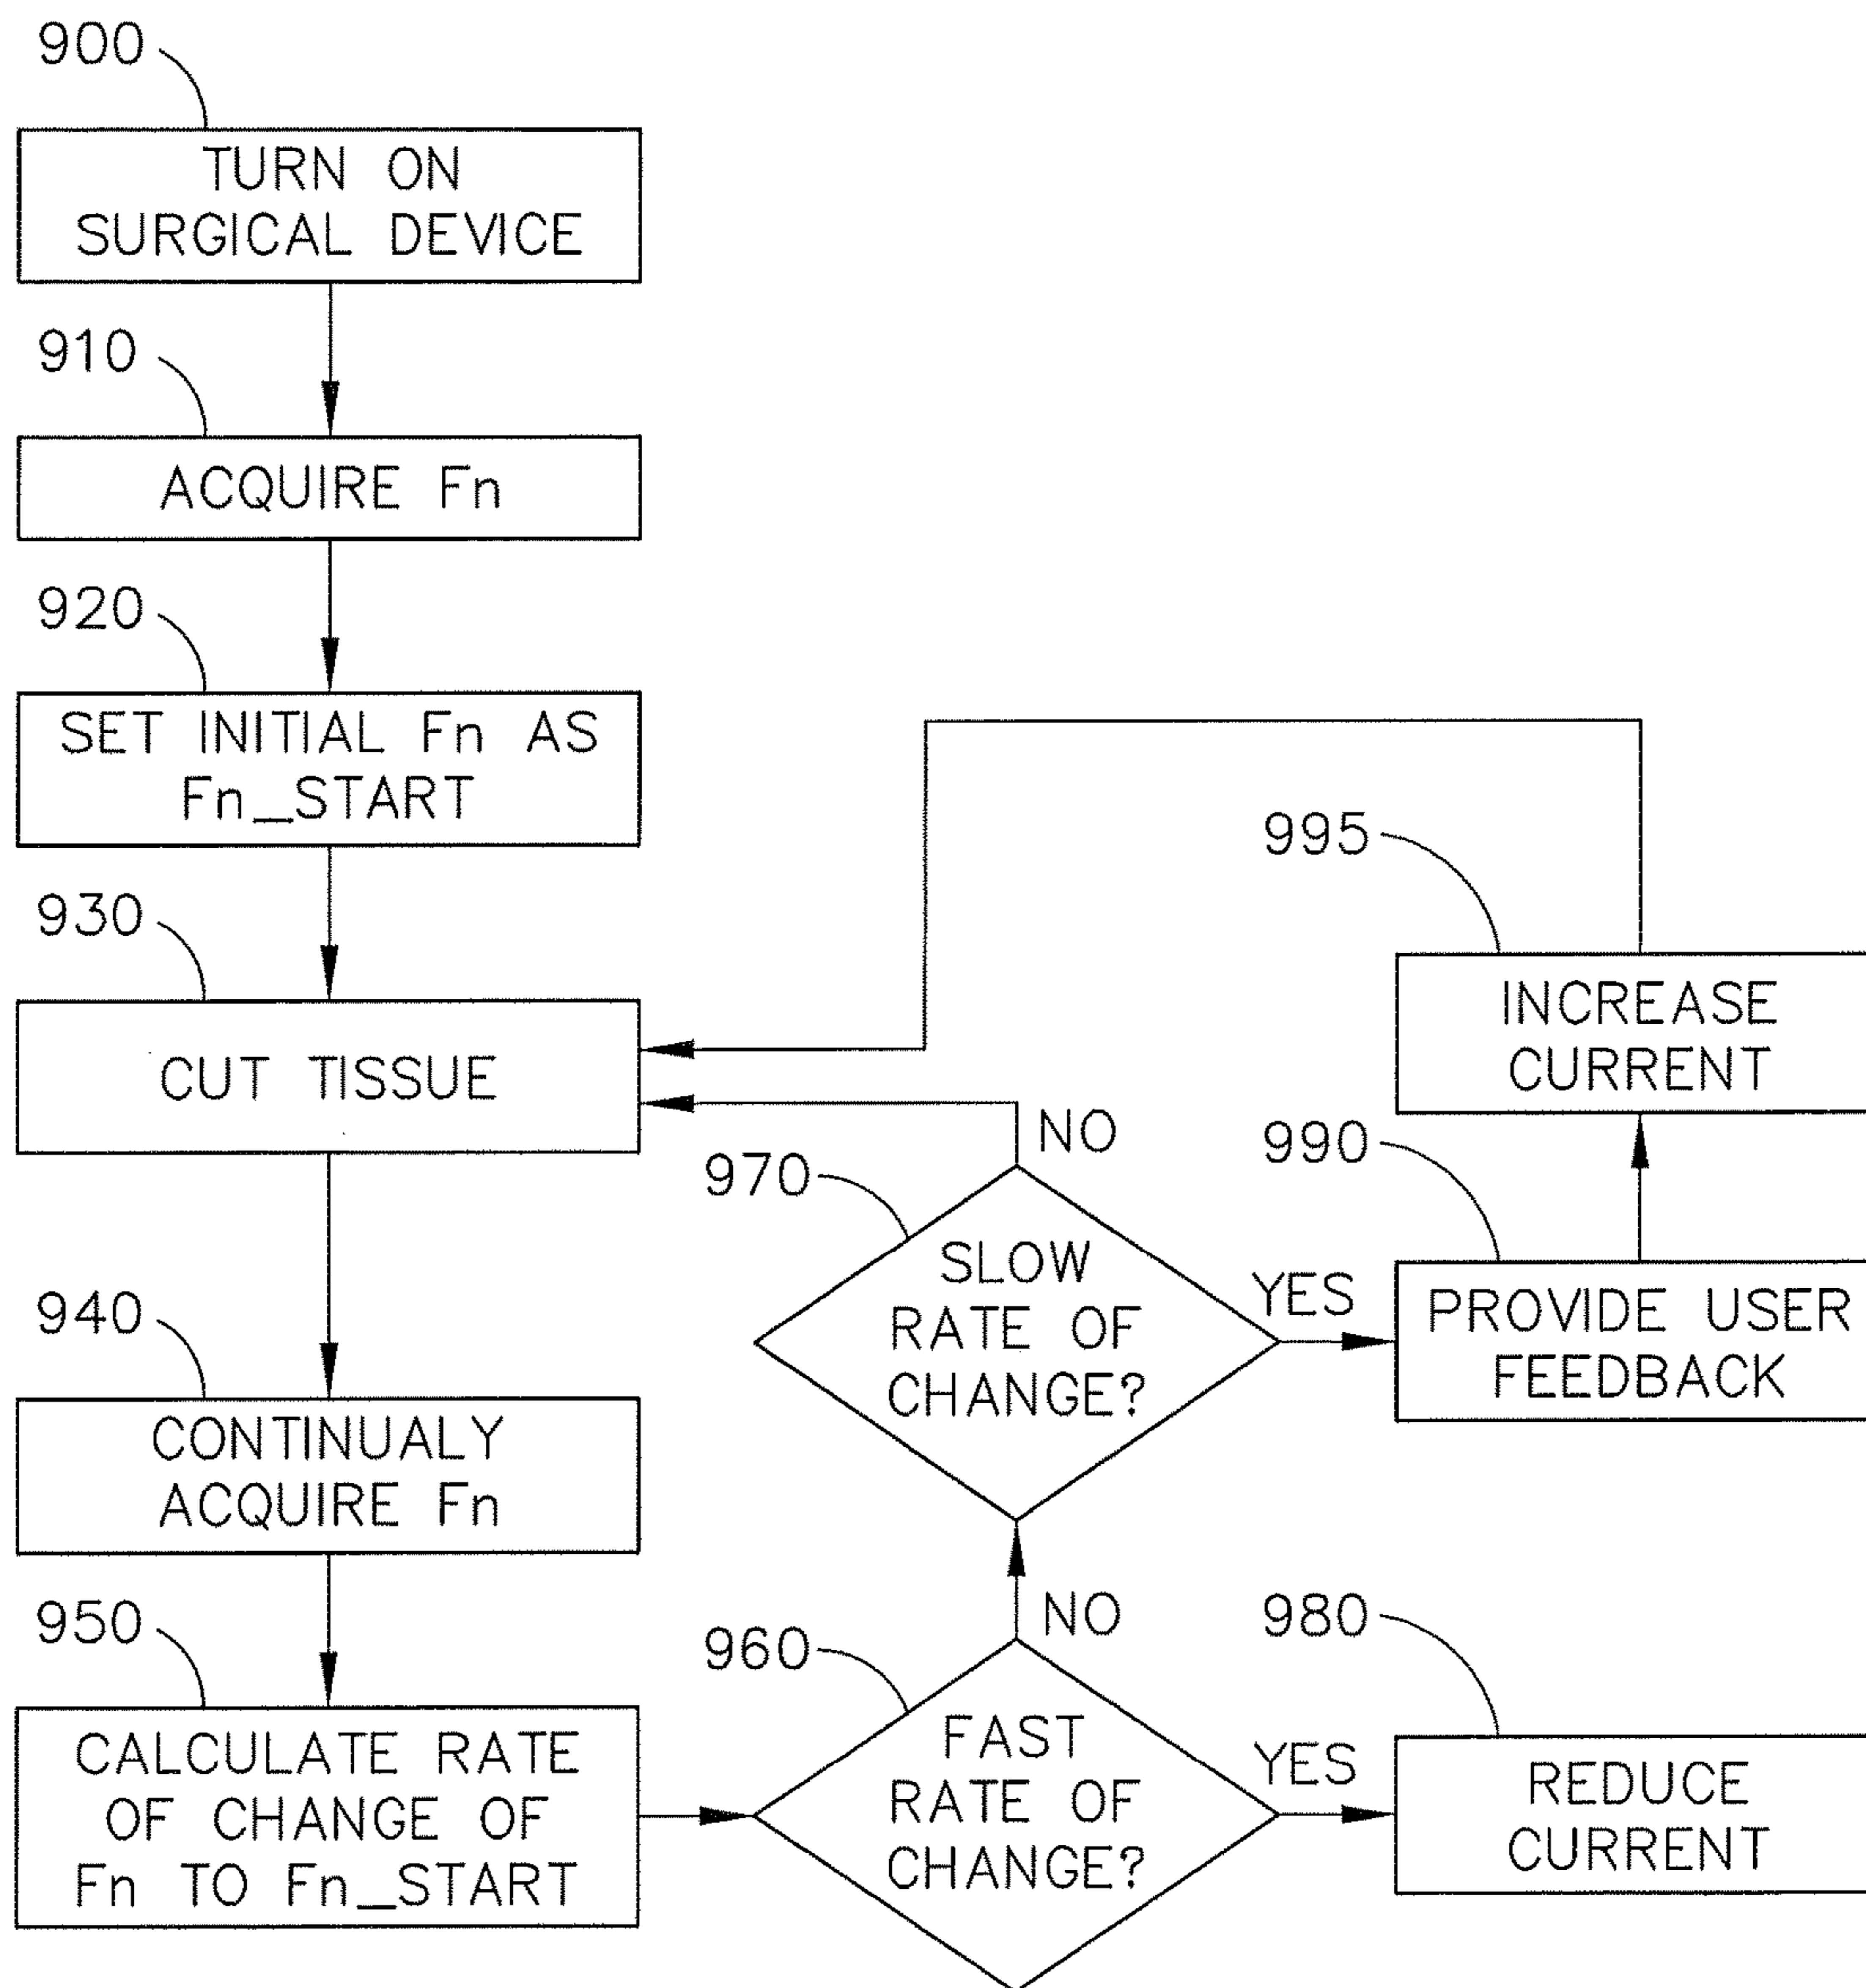 900
TURN ON
SURGICAL DEVICE
910
ACQUIRE Fn
920
SET INITIAL Fn AS
Fn_START
930
CUT TISSUE
940
CONTINUALY
ACQUIRE Fn
950
CALCULATE RATE
OF CHANGE OF
Fn TO Fn_START
960
FAST
RATE OF
CHANGE?
NO
YES
970
SLOW
RATE OF
CHANGE?
NO
YES
980
REDUCE
CURRENT
990
PROVIDE USER
FEEDBACK
995
INCREASE
CURRENT